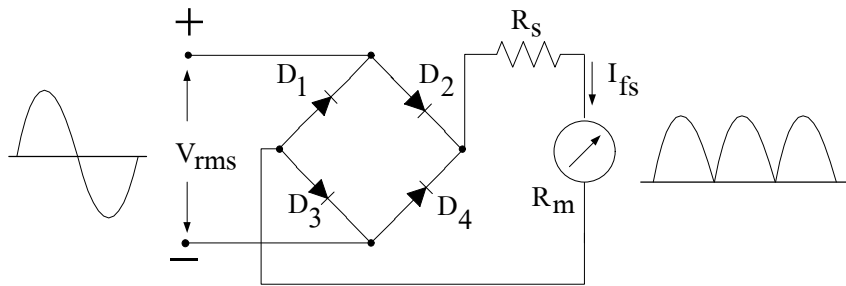 +
R_s
D_1
D_2
I_fs
V_rms
D_3
D_4
R_m
−